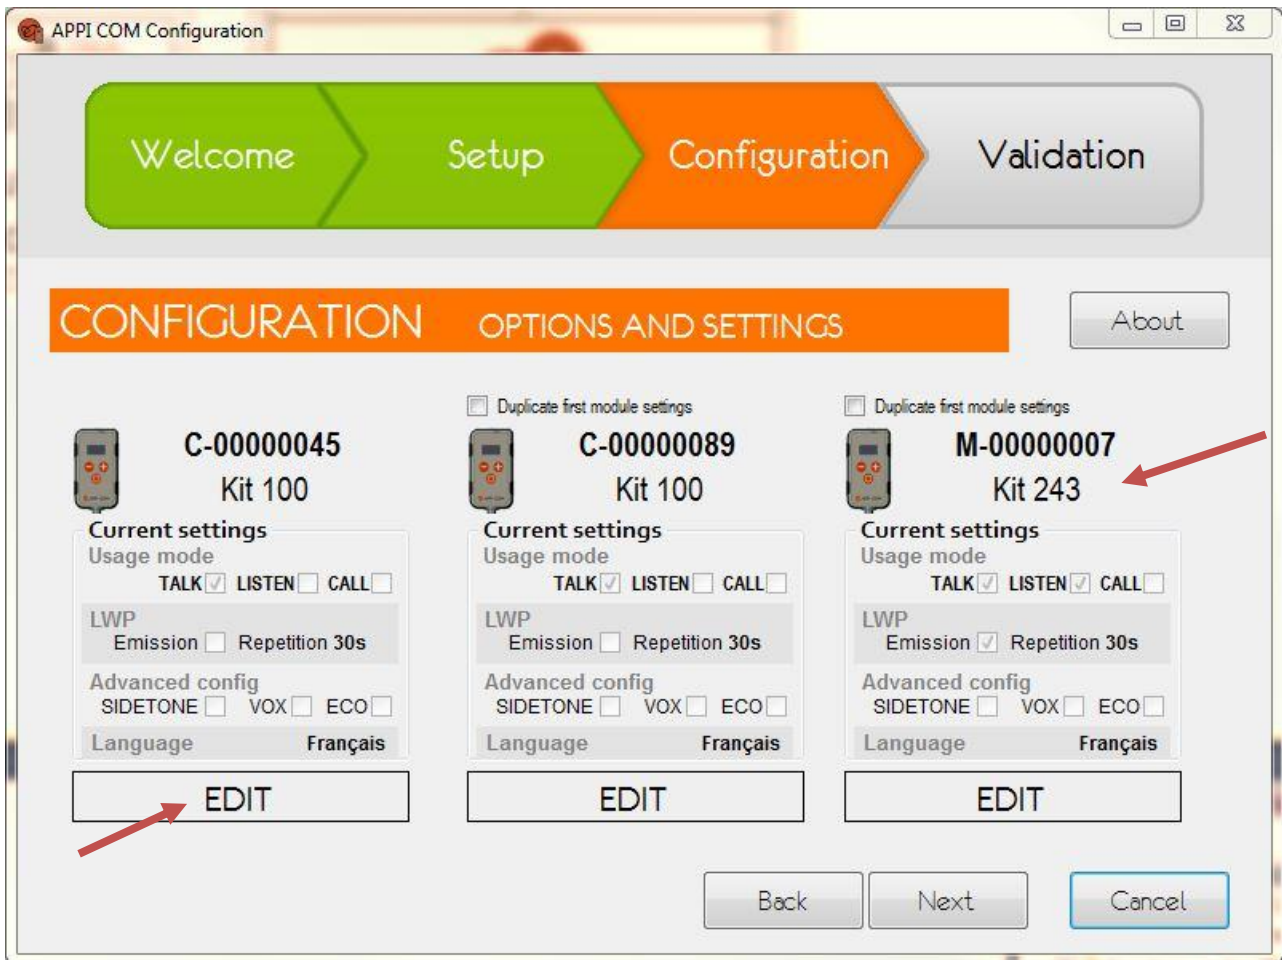 APPI COM Configuration
Welcome
Setup
Configuration
Validation
CONFIGURATION OPTIONS AND SETTINGS
About
C-00000045
Kit 100
Current settings
Usage mode
TALK LISTEN CALL
LWP
Emission Repetition 30s
Advanced config
SIDETONE VOX ECO
Language Français
EDIT
Duplicate first module settings
C-00000089
Kit 100
Current settings
Usage mode
TALK LISTEN CALL
LWP
Emission Repetition 30s
Advanced config
SIDETONE VOX ECO
Language Français
EDIT
Duplicate first module settings
M-00000007
Kit 243
Current settings
Usage mode
TALK LISTEN CALL
LWP
Emission Repetition 30s
Advanced config
SIDETONE VOX ECO
Language Français
EDIT
Back
Next
Cancel